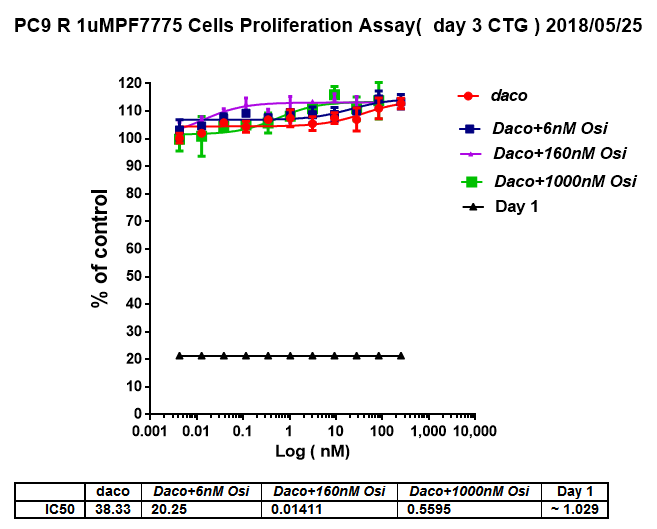 PC9 R 1uMPF7775 Cells Proliferation Assay( day 3 CTG ) 2018/05/25
120
110
100
90
80
70
60
50
40
30
20
10
0
% of control
0.001 0.01 0.1 1 10 100 1,000 10,000
Log ( nM)
daco
Daco+6nM Osi
Daco+160nM Osi
Daco+1000nM Osi
Day 1
daco Daco+6nM Osi Daco+160nM Osi Daco+1000nM Osi Day 1
IC50 38.33 20.25 0.01411 0.5595 ~ 1.029